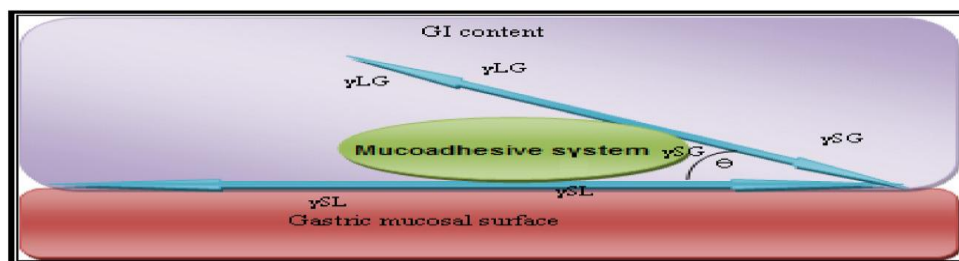 GI content
γLG
γLG
γSG
Mucoadhesive system
γSG
Θ
γSL
γSL
Gastric mucosal surface